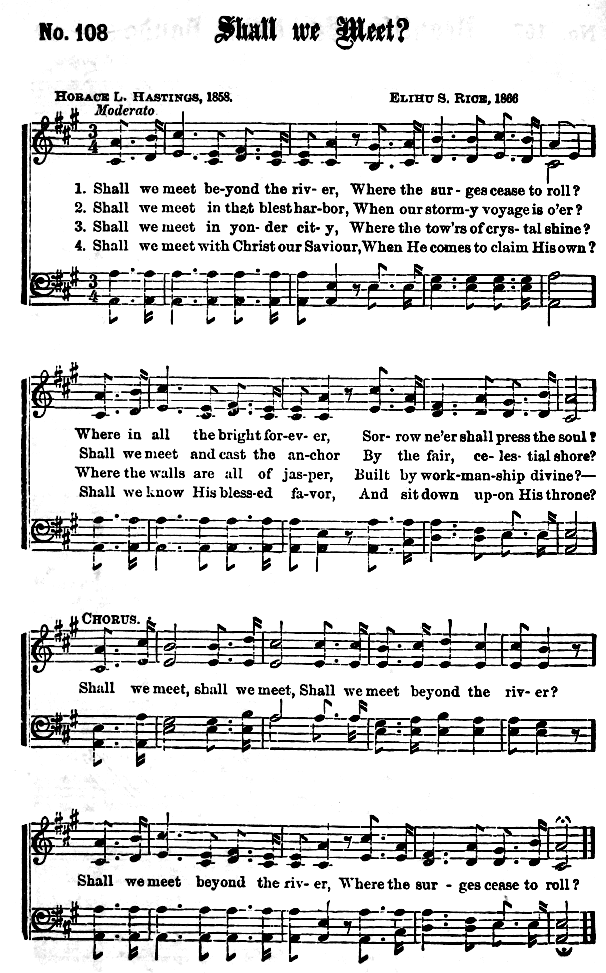 No. 108
Shall we Meet?
HORACE L. HASTINGS, 1858.
ELIHU S. RICE, 1866
Moderato
1. Shall we meet be-yond the riv- er, Where the sur - ges cease to roll?
2. Shall we meet in that blest har-bor, When our storm-y voyage is o'er?
3. Shall we meet in yon- der cit- y, Where the tow'rs of crys- tal shine?
4. Shall we meet with Christ our Saviour, When He comes to claim His own?
Where in all the bright for-ev- er, Sor- row ne'er shall press the soul?
Shall we meet and cast the an-chor By the fair, ce- les- tial shore?
Where the walls are all of jas-per, Built by work-man-ship divine?—
Shall we know His bless-ed fa-vor, And sit down up-on His throne?
CHORUS.
Shall we meet, shall we meet, Shall we meet beyond the riv- er?
Shall we meet beyond the riv- er, Where the sur - ges cease to roll?